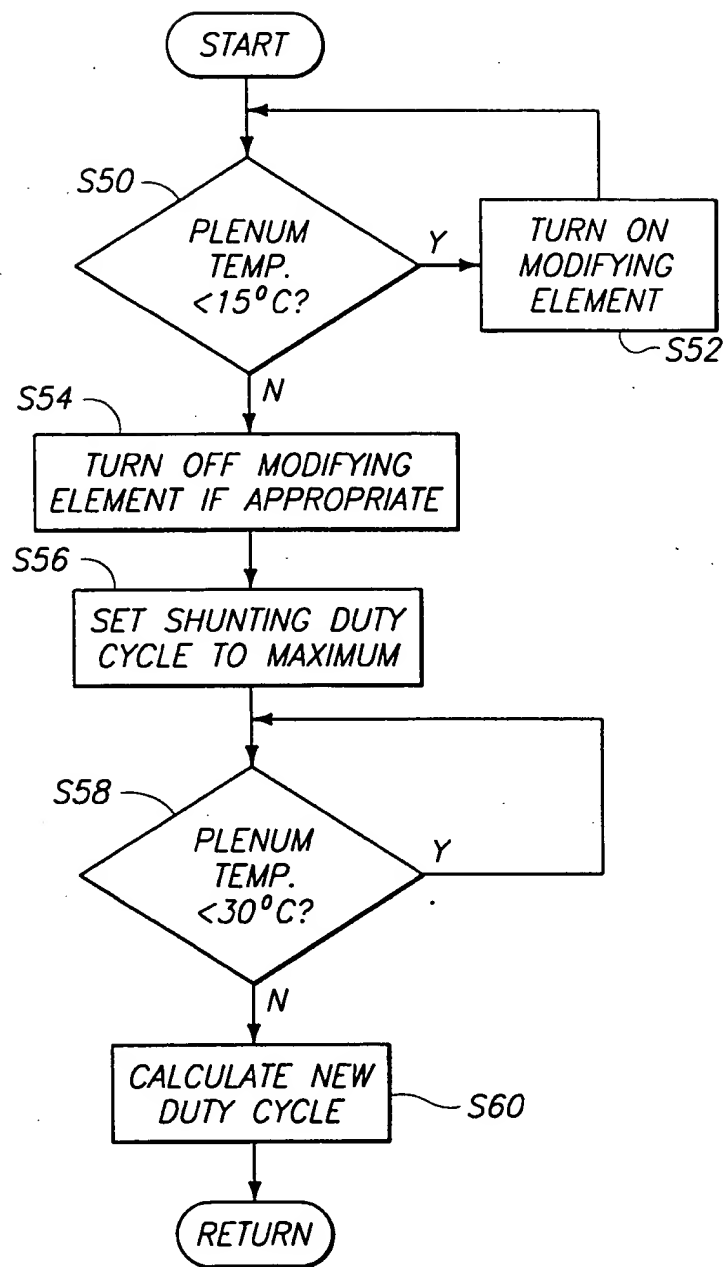 START
S50
PLENUM
TEMP.
<15°C?
Y
TURN ON
MODIFYING
ELEMENT
S52
N
S54
TURN OFF MODIFYING
ELEMENT IF APPROPRIATE
S56
SET SHUNTING DUTY
CYCLE TO MAXIMUM
S58
PLENUM
TEMP.
<30°C?
Y
N
CALCULATE NEW
DUTY CYCLE
S60
RETURN